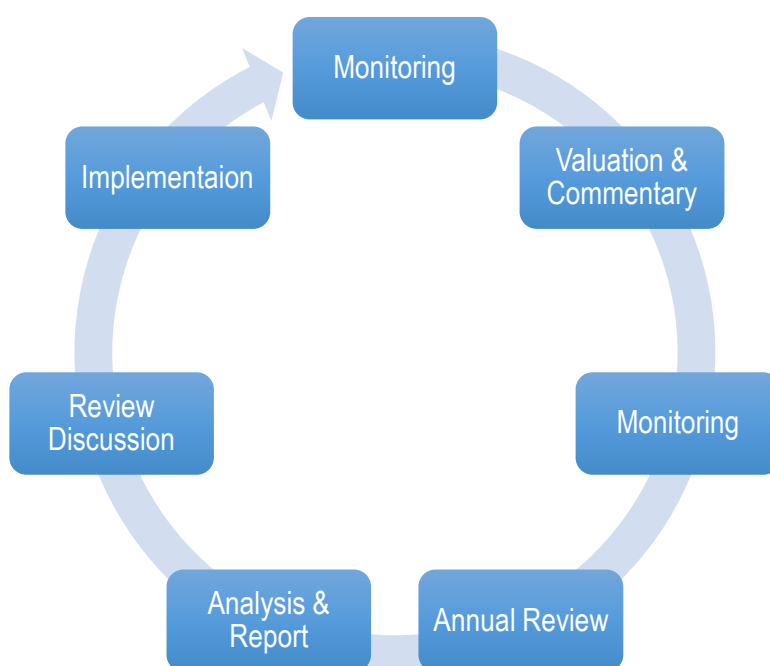 Monitoring
Valuation &
Commentary
Monitoring
Annual Review
Analysis &
Report
Review
Discussion
Implementaion